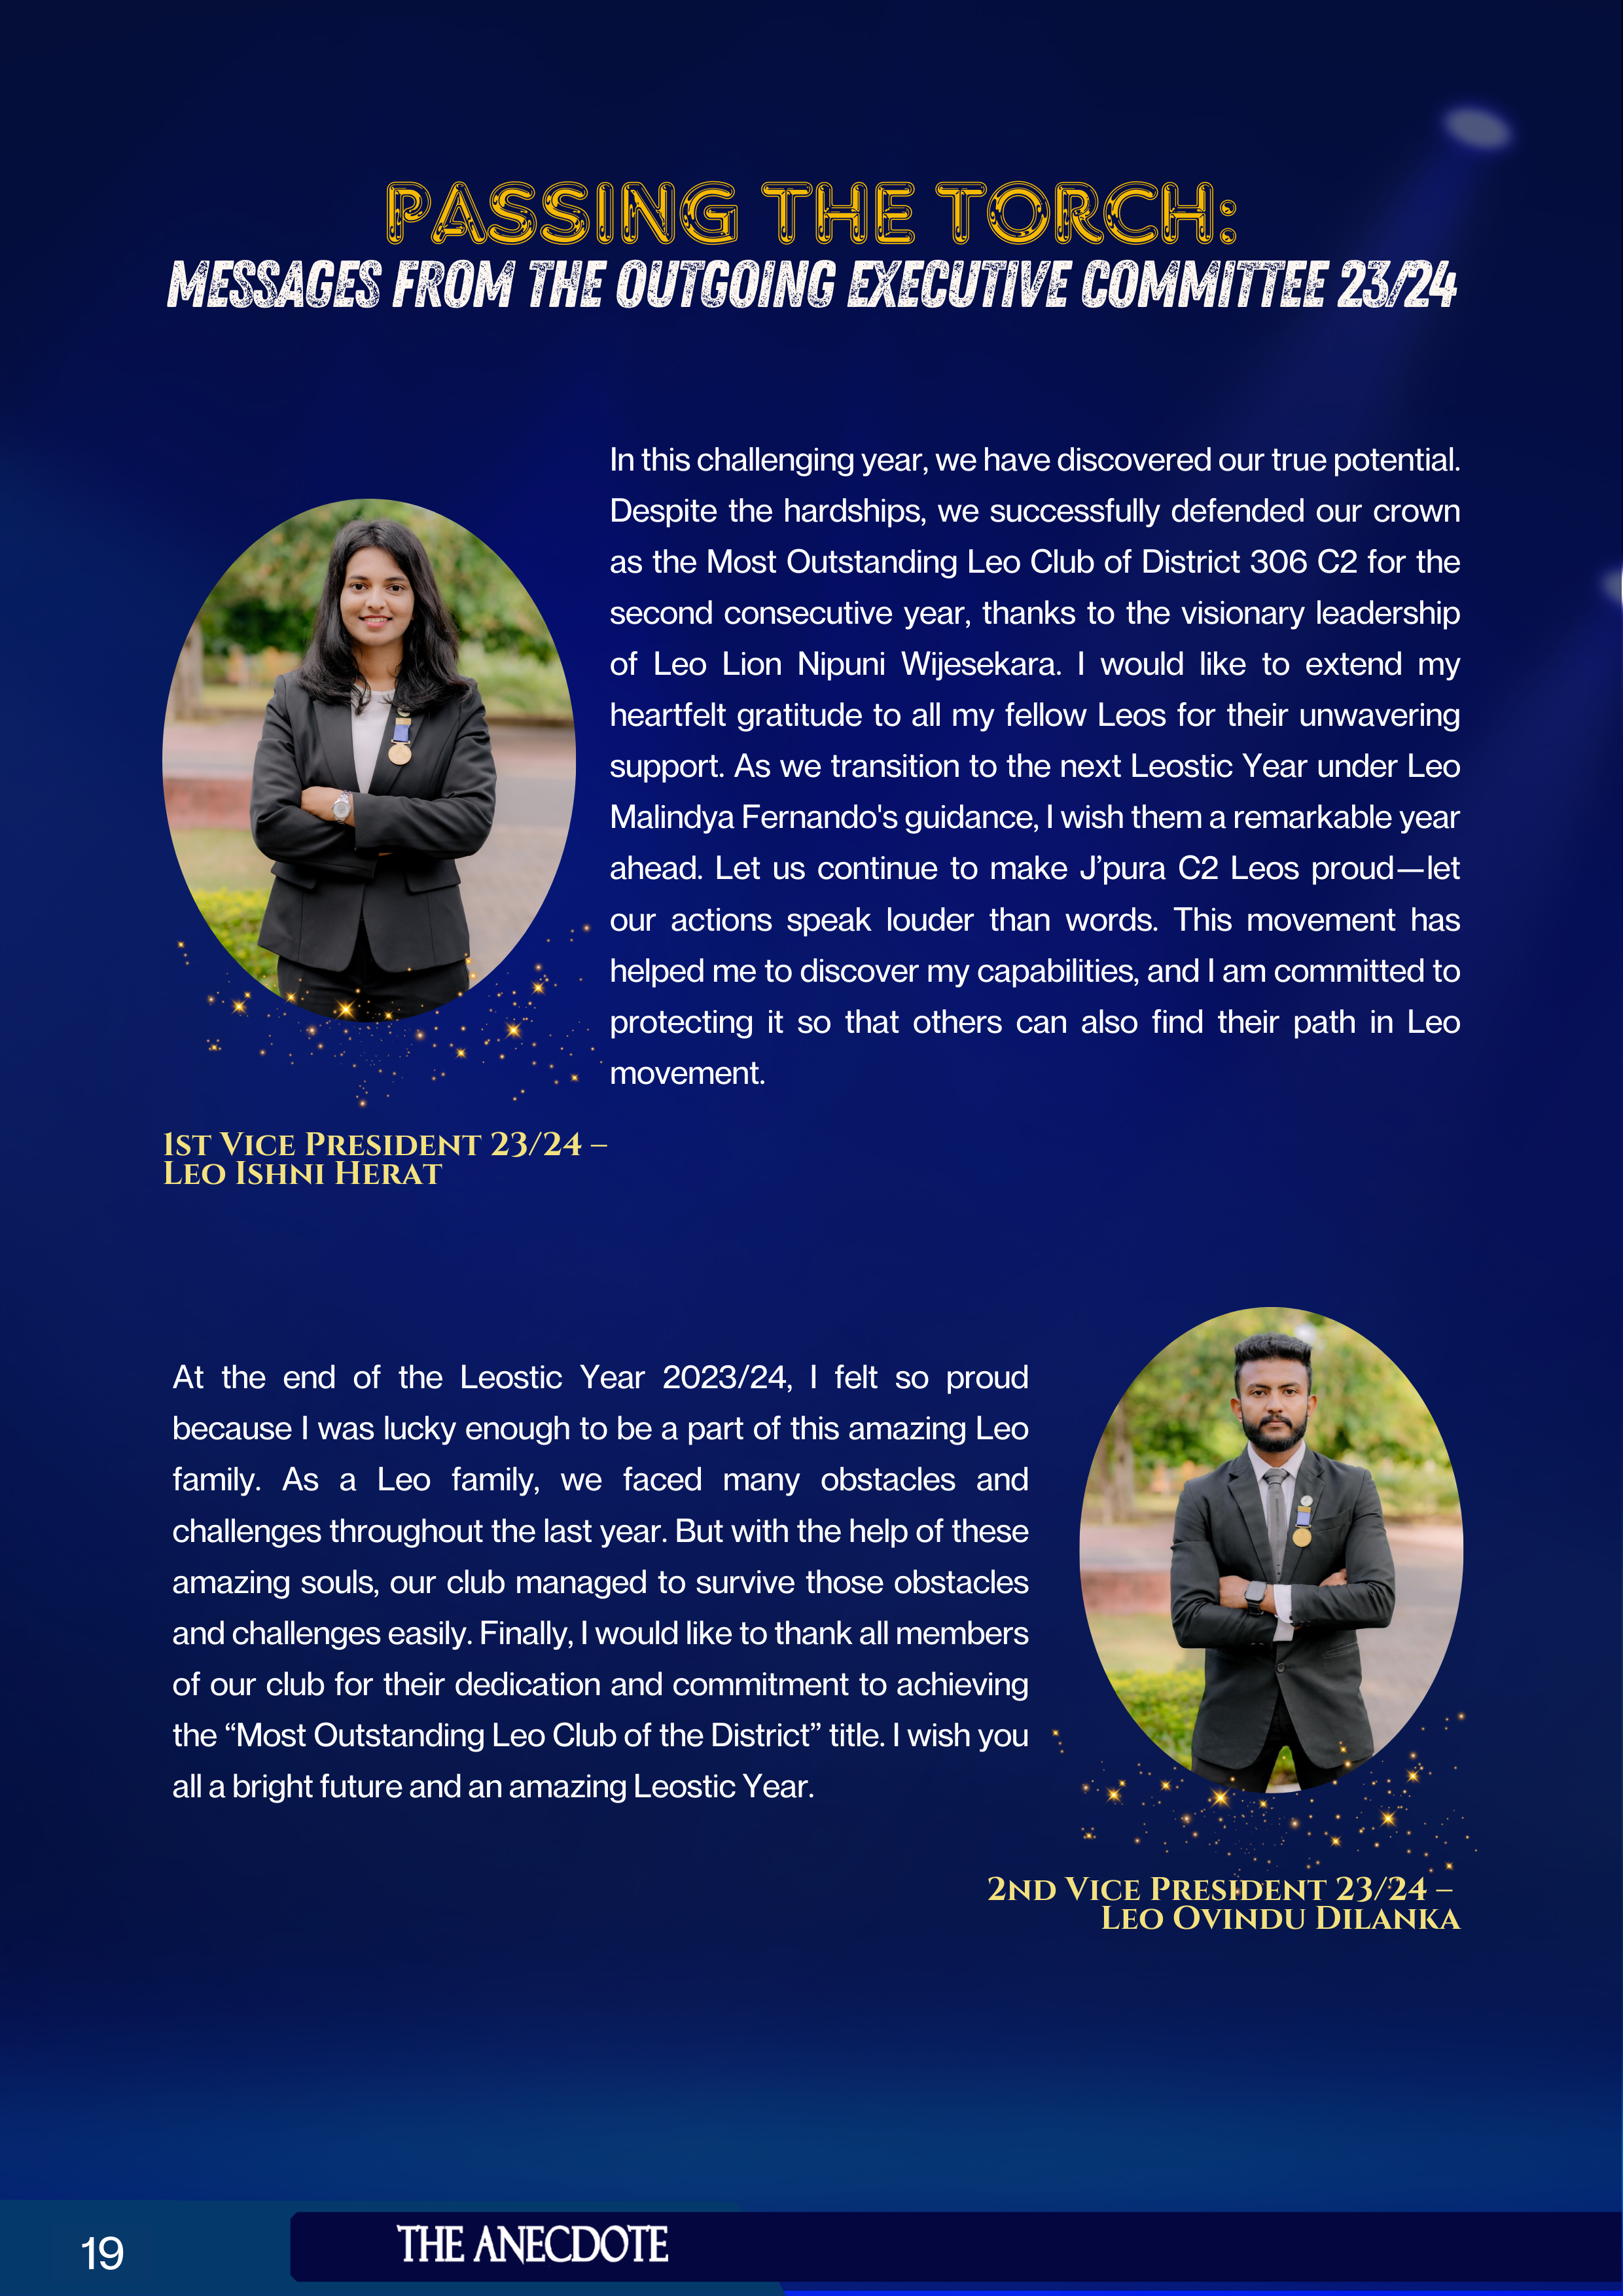 PASSING THE TORCH:
MESSAGES FROM THE OUTGOING EXECUTIVE COMMITTEE 23/24
In this challenging year, we have discovered our true potential.
Despite the hardships, we successfully defended our crown
as the Most Outstanding Leo Club of District 306 C2 for the
second consecutive year, thanks to the visionary leadership
of Leo Lion Nipuni Wijesekara. I would like to extend my
heartfelt gratitude to all my fellow Leos for their unwavering
support. As we transition to the next Leostic Year under Leo
Malindya Fernando's guidance, I wish them a remarkable year
ahead. Let us continue to make J’pura C2 Leos proud—let
our actions speak louder than words. This movement has
helped me to discover my capabilities, and I am committed to
protecting it so that others can also find their path in Leo
movement.
1st Vice President 23/24 –
Leo Ishni Herat
At the end of the Leostic Year 2023/24, I felt so proud
because I was lucky enough to be a part of this amazing Leo
family. As a Leo family, we faced many obstacles and
challenges throughout the last year. But with the help of these
amazing souls, our club managed to survive those obstacles
and challenges easily. Finally, I would like to thank all members
of our club for their dedication and commitment to achieving
the “Most Outstanding Leo Club of the District” title. I wish you
all a bright future and an amazing Leostic Year.
2nd Vice President 23/24 –
Leo Ovindu Dilanka
19
THE ANECDOTE